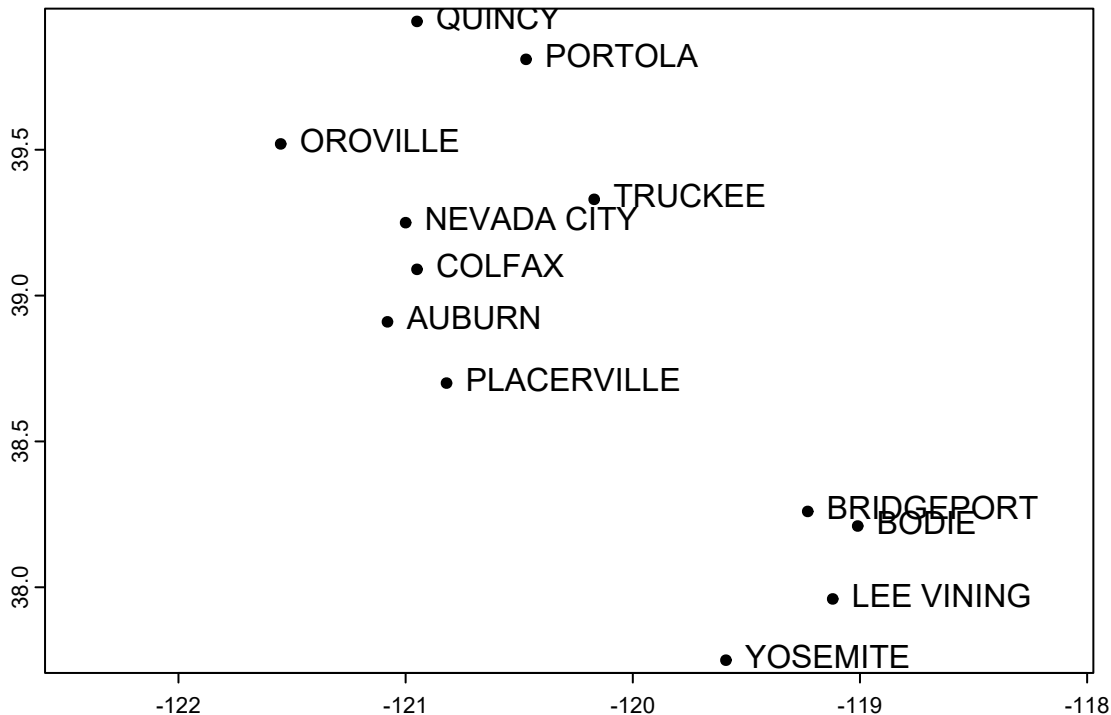 QUINCY
PORTOLA
39.5
OROVILLE
TRUCKEE
NEVADA CITY
39.0
COLFAX
AUBURN
PLACERVILLE
38.5
BRIDGEPORT
BODIE
38.0
LEE VINING
YOSEMITE
-122 -121 -120 -119 -118